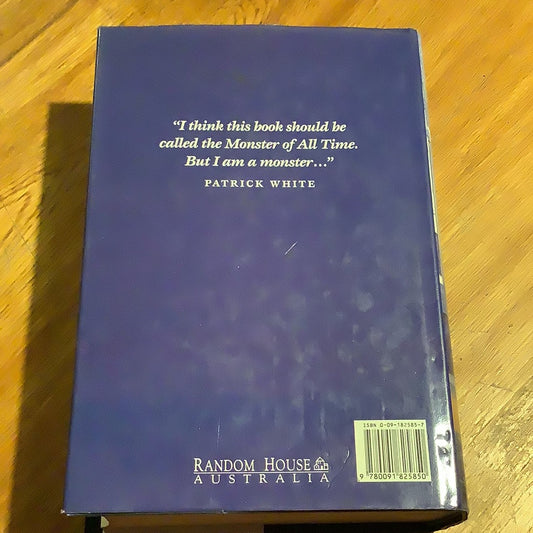 “I think this book should be
called the Monster of All Time.
But I am a monster…”
PATRICK WHITE
ISBN 0-09-182585-7
9 780091 825850
RANDOM HOUSE
AUSTRALIA